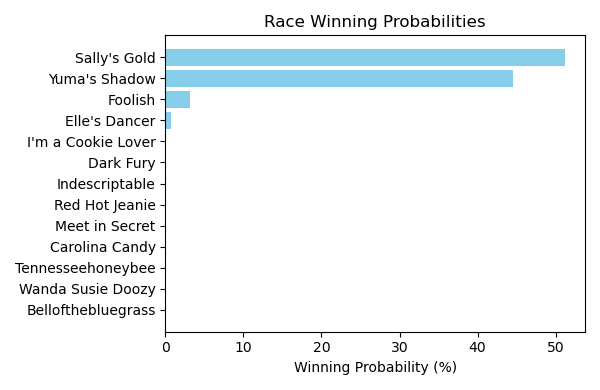 Race Winning Probabilities
Sally's Gold
Yuma's Shadow
Foolish
Elle's Dancer
I'm a Cookie Lover
Dark Fury
Indescriptable
Red Hot Jeanie
Meet in Secret
Carolina Candy
Tennesseehoneybee
Wanda Susie Doozy
Bellofthebluegrass
0 10 20 30 40 50
Winning Probability (%)